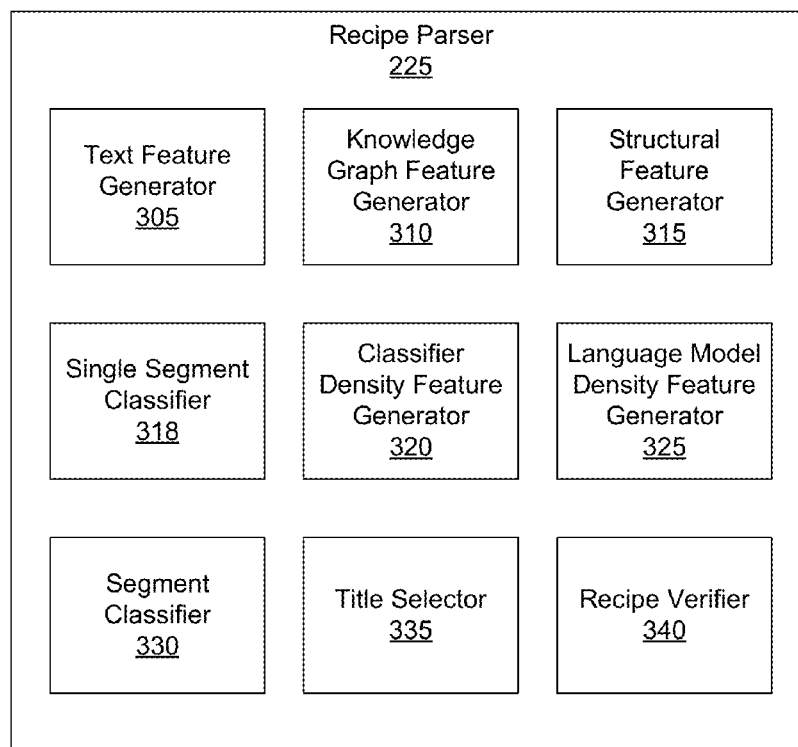 Recipe Parser
225
Text Feature
Generator
305
Knowledge
Graph Feature
Generator
310
Structural
Feature
Generator
315
Single Segment
Classifier
318
Classifier
Density Feature
Generator
320
Language Model
Density Feature
Generator
325
Segment
Classifier
330
Title Selector
335
Recipe Verifier
340